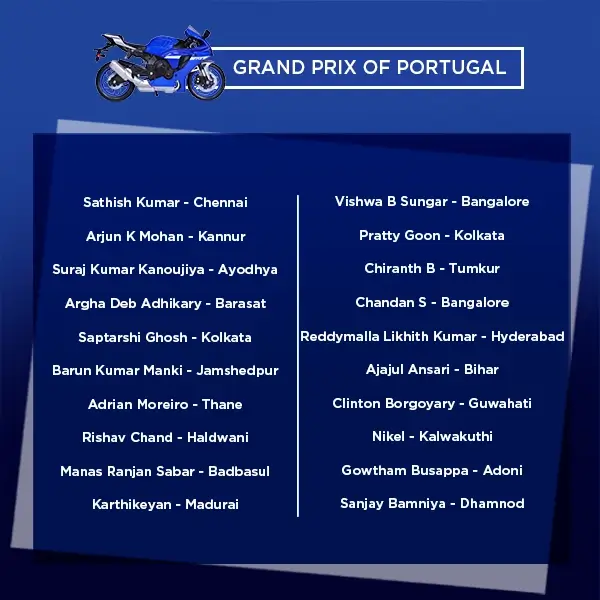 GRAND PRIX OF PORTUGAL
Sathish Kumar - Chennai
Arjun K Mohan - Kannur
Suraj Kumar Kanoujiya - Ayodhya
Argha Deb Adhikary - Barasat
Saptarshi Ghosh - Kolkata
Barun Kumar Manki - Jamshedpur
Adrian Moreiro - Thane
Rishav Chand - Haldwani
Manas Ranjan Sabar - Badbasul
Karthikeyan - Madurai
Vishwa B Sungar - Bangalore
Pratty Goon - Kolkata
Chiranth B - Tumkur
Chandan S - Bangalore
Reddymalla Likhith Kumar - Hyderabad
Ajajul Ansari - Bihar
Clinton Borgoyary - Guwahati
Nikel - Kalwakuthi
Gowtham Busappa - Adoni
Sanjay Bamniya - Dhamnod